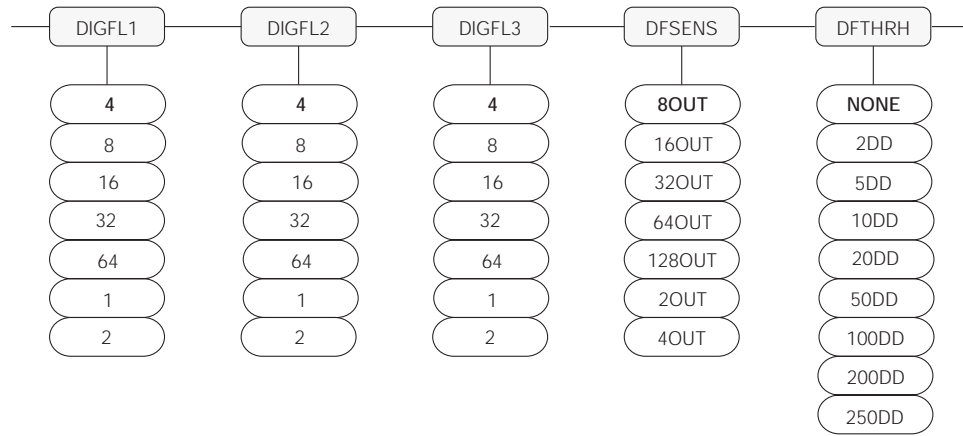 DIGFL1 DIGFL2 DIGFL3 DFSENS DFTHRH
4 4 4 8OUT NONE
8 8 8 16OUT 2DD
16 16 16 32OUT 5DD
32 32 32 64OUT 10DD
64 64 64 128OUT 20DD
1 1 1 2OUT 50DD
2 2 2 4OUT 100DD
200DD
250DD